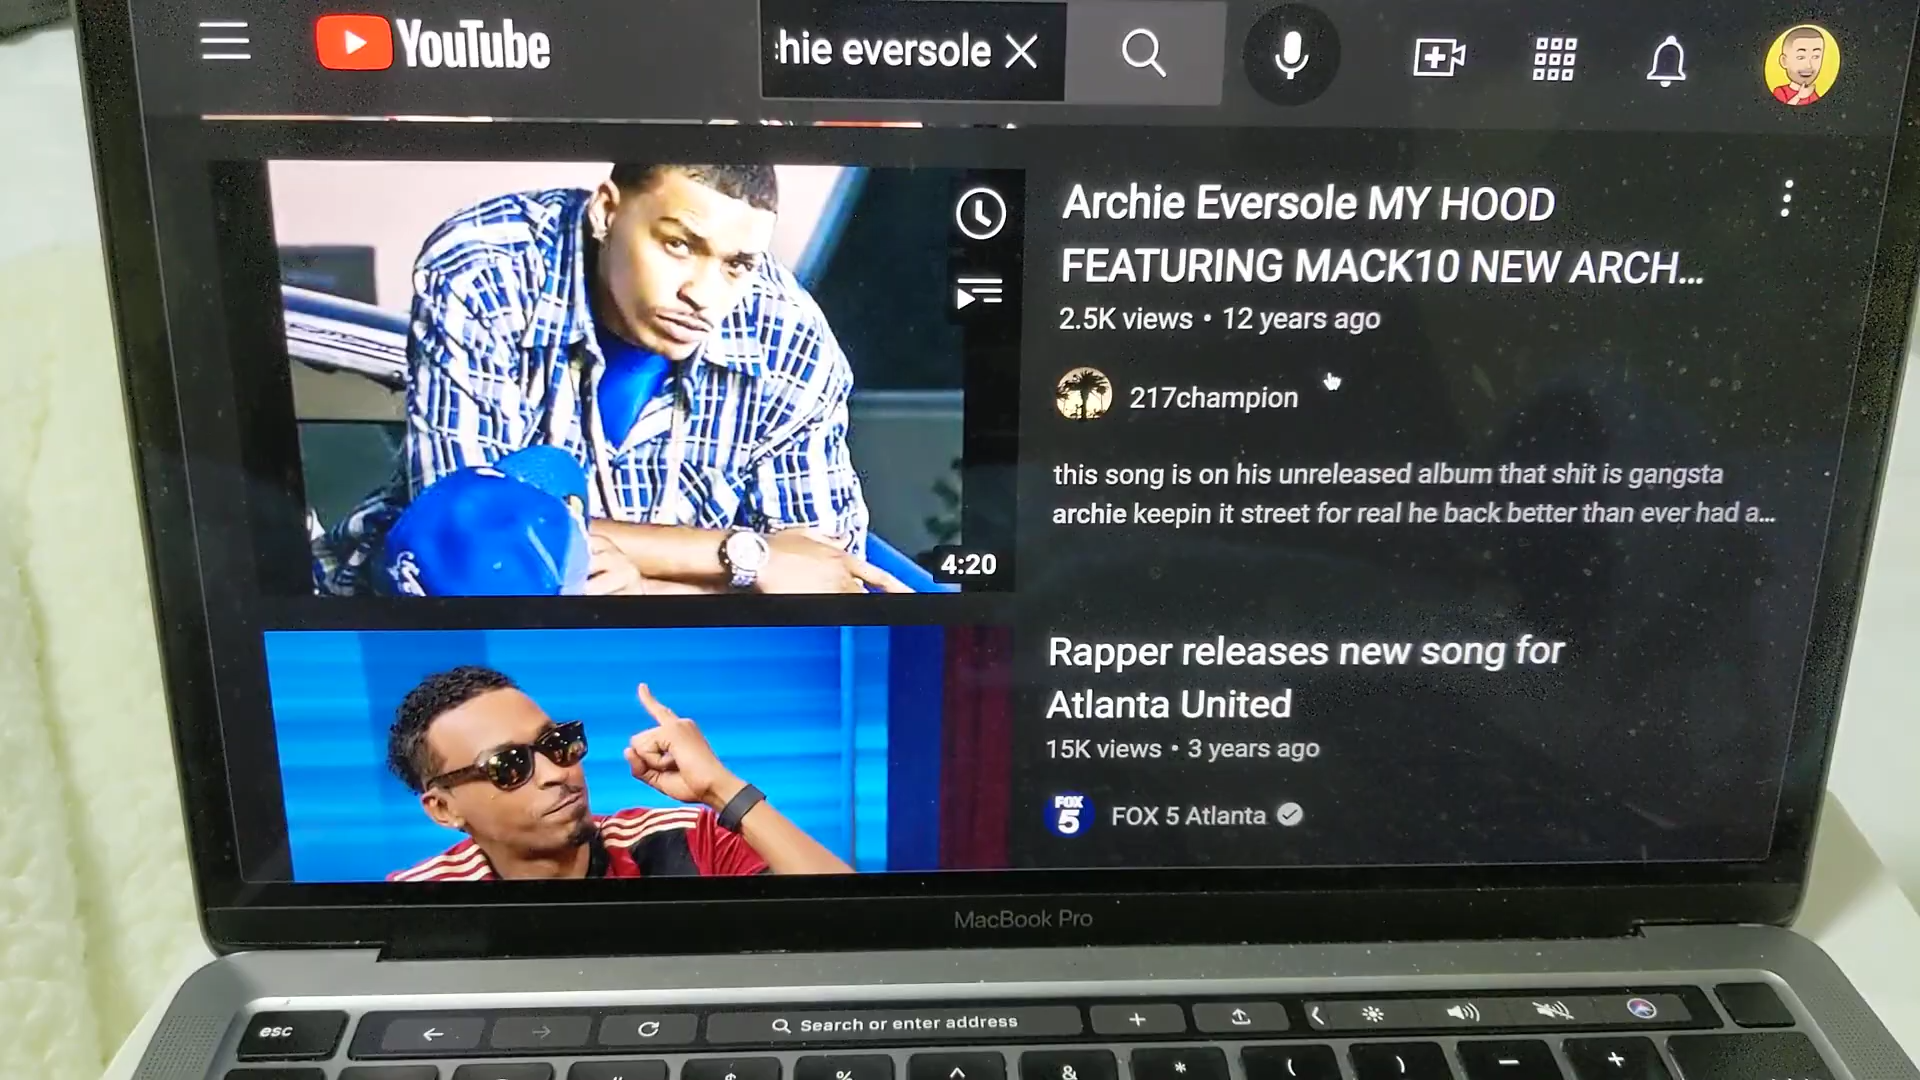 YouTube
hie eversole
Archie Eversole MY HOOD
FEATURING MACK10 NEW ARCH...
2.5K views • 12 years ago
217champion
this song is on his unreleased album that shit is gangsta
archie keepin it street for real he back better than ever had a...
4:20
Rapper releases new song for
Atlanta United
15K views • 3 years ago
FOX
5
FOX 5 Atlanta
MacBook Pro
esc
Search or enter address
% ^ & * ( ) – +